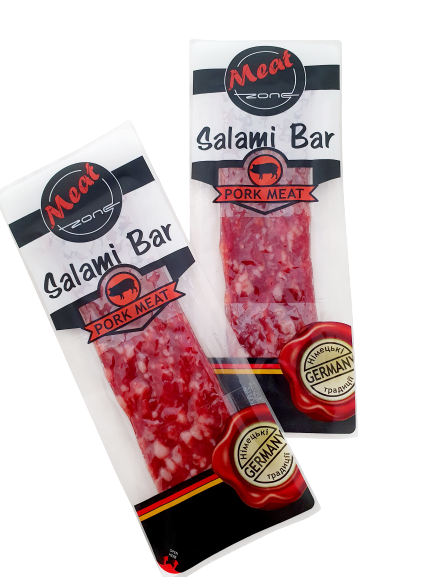 Meat
zone
Salami Bar
PORK MEAT
Німецькі
GERMANY
традиції
Meat
zone
Salami Bar
PORK MEAT
Німецькі
GERMANY
традиції